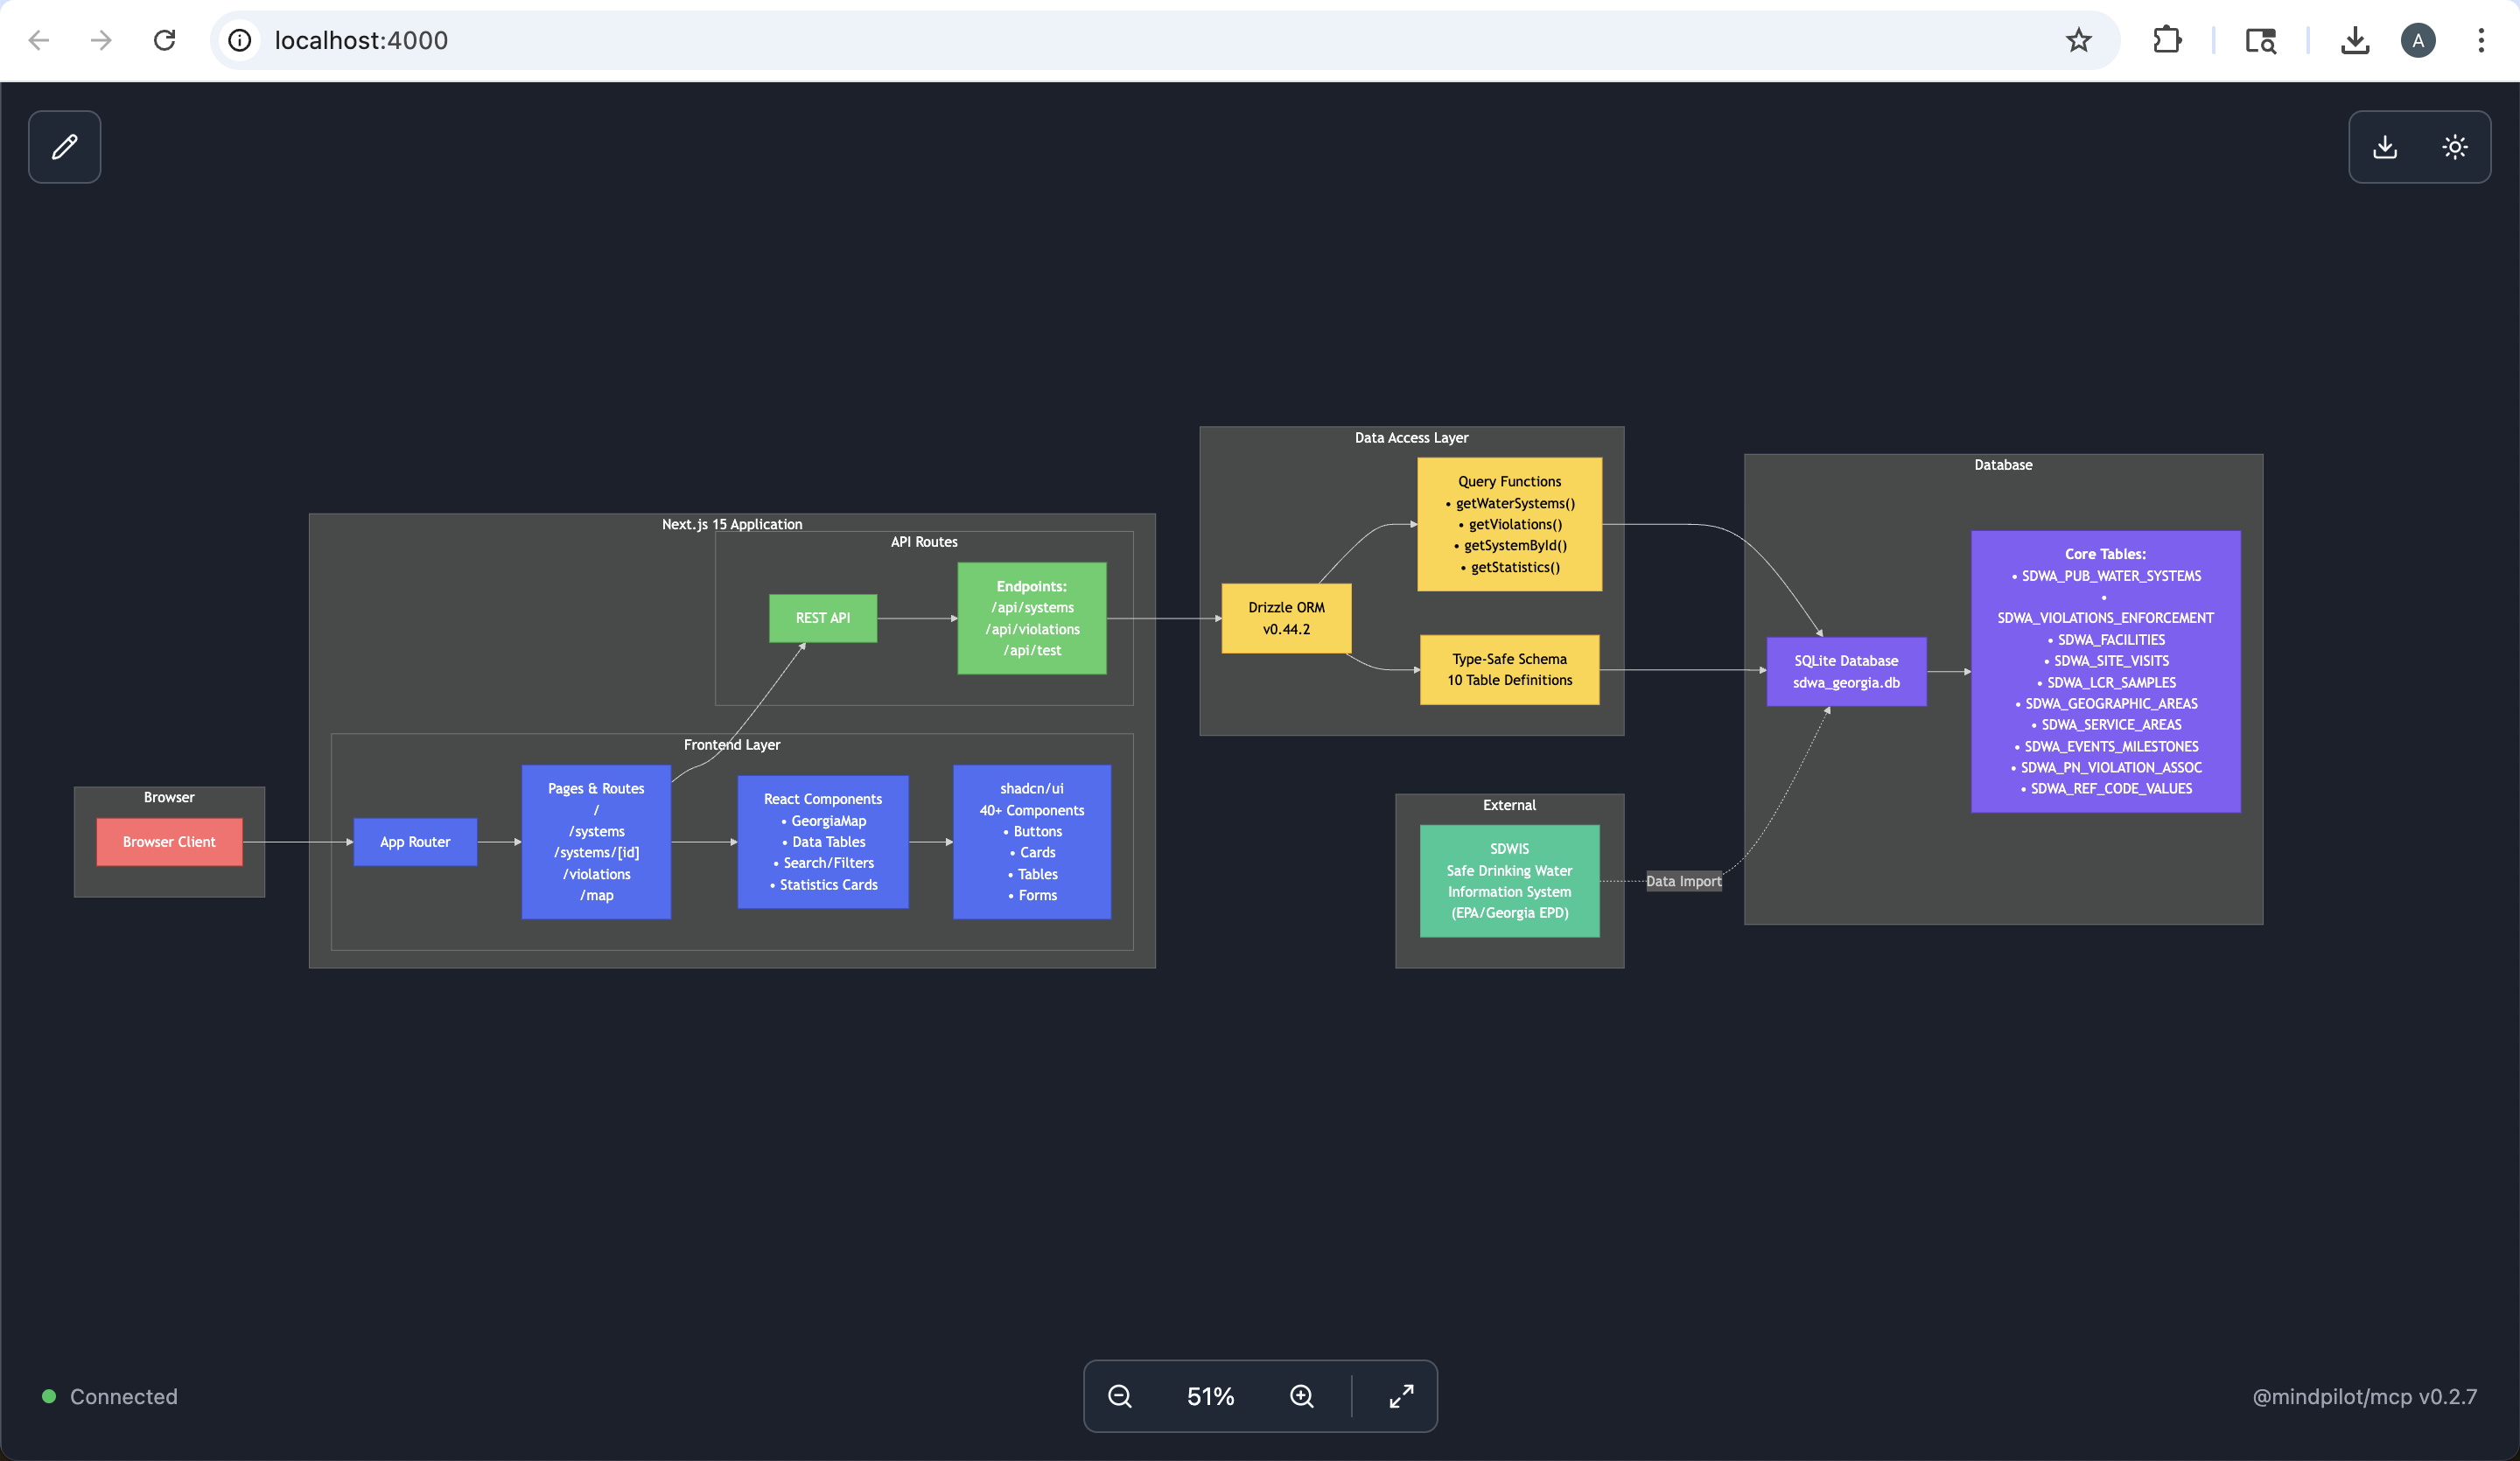 localhost:4000
A
Browser
Browser Client
Next.js 15 Application
API Routes
REST API
Endpoints:
/api/systems
/api/violations
/api/test
Frontend Layer
App Router
Pages & Routes
/
/systems
/systems/[id]
/violations
/map
React Components
• GeorgiaMap
• Data Tables
• Search/Filters
• Statistics Cards
shadcn/ui
40+ Components
• Buttons
• Cards
• Tables
• Forms
Data Access Layer
Drizzle ORM
v0.44.2
Query Functions
• getWaterSystems()
• getViolations()
• getSystemById()
• getStatistics()
Type-Safe Schema
10 Table Definitions
External
SDWIS
Safe Drinking Water
Information System
(EPA/Georgia EPD)
Data Import
Database
SQLite Database
sdwa_georgia.db
Core Tables:
• SDWA_PUB_WATER_SYSTEMS
•
SDWA_VIOLATIONS_ENFORCEMENT
• SDWA_FACILITIES
• SDWA_SITE_VISITS
• SDWA_LCR_SAMPLES
• SDWA_GEOGRAPHIC_AREAS
• SDWA_SERVICE_AREAS
• SDWA_EVENTS_MILESTONES
• SDWA_PN_VIOLATION_ASSOC
• SDWA_REF_CODE_VALUES
Connected
51%
@mindpilot/mcp v0.2.7